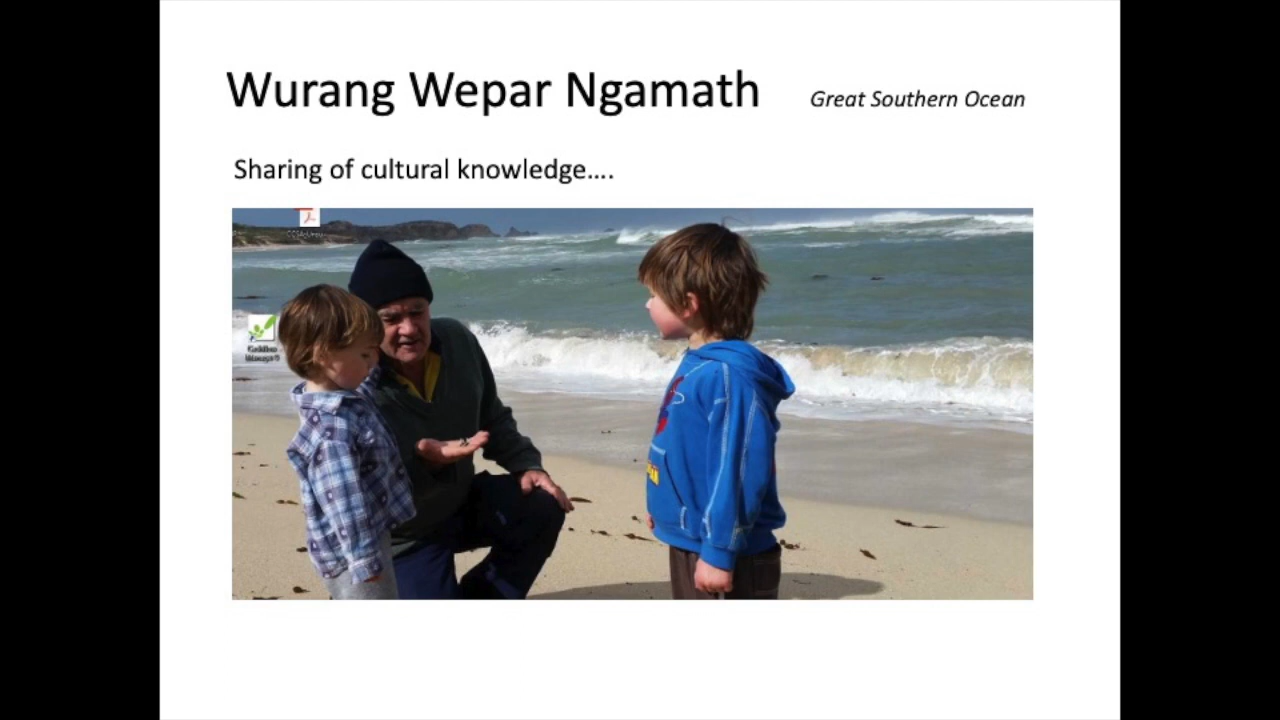 Wurang Wepar Ngamath
Great Southern Ocean
Sharing of cultural knowledge....